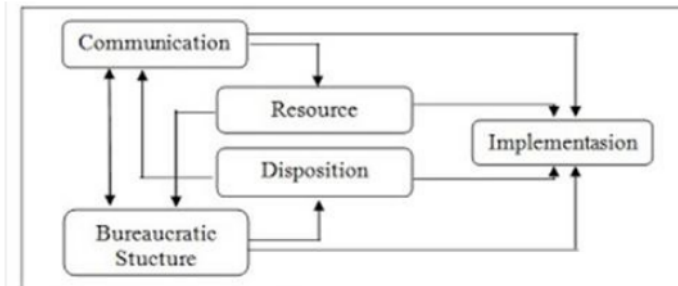 Communication
Resource
Implementasion
Disposition
Bureaucratic
Stucture